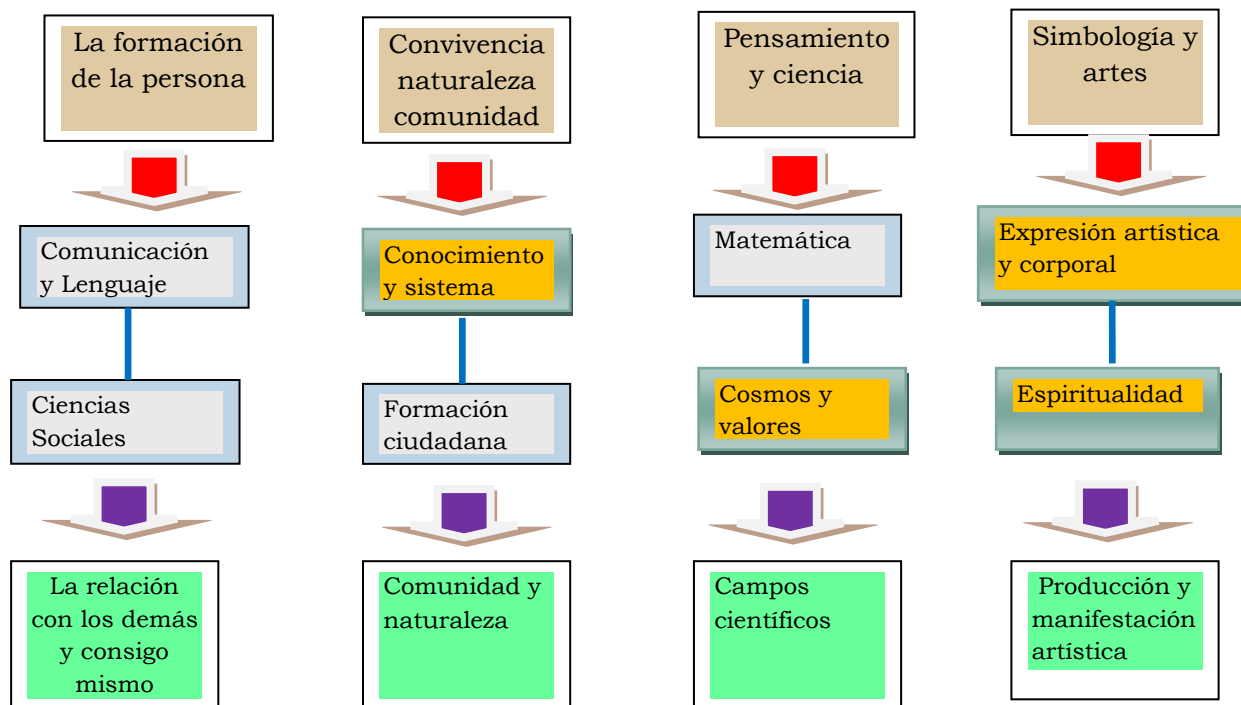 La formación
de la persona
Convivencia
naturaleza
comunidad
Pensamiento
y ciencia
Simbología y
artes
Comunicación
y Lenguaje
Conocimiento
y sistema
Matemática
Expresión artística
y corporal
Ciencias
Sociales
Formación
ciudadana
Cosmos y
valores
Espiritualidad
La relación
con los demás
y consigo
mismo
Comunidad y
naturaleza
Campos
científicos
Producción y
manifestación
artística